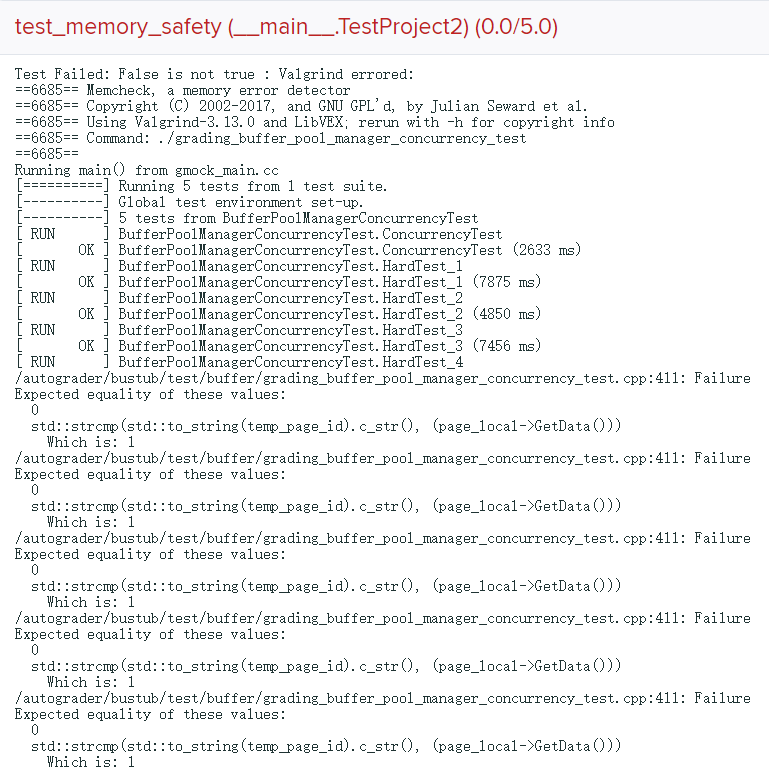 test_memory_safety (__main__.TestProject2) (0.0/5.0)
Test Failed: False is not true : Valgrind errored:
==6685== Memcheck, a memory error detector
==6685== Copyright (C) 2002-2017, and GNU GPL'd, by Julian Seward et al.
==6685== Using Valgrind-3.13.0 and LibVEX; rerun with -h for copyright info
==6685== Command: ./grading_buffer_pool_manager_concurrency_test
==6685==
Running main() from gmock_main.cc
[==========] Running 5 tests from 1 test suite.
[----------] Global test environment set-up.
[----------] 5 tests from BufferPoolManagerConcurrencyTest
[ RUN      ] BufferPoolManagerConcurrencyTest.ConcurrencyTest
[       OK ] BufferPoolManagerConcurrencyTest.ConcurrencyTest (2633 ms)
[ RUN      ] BufferPoolManagerConcurrencyTest.HardTest_1
[       OK ] BufferPoolManagerConcurrencyTest.HardTest_1 (7875 ms)
[ RUN      ] BufferPoolManagerConcurrencyTest.HardTest_2
[       OK ] BufferPoolManagerConcurrencyTest.HardTest_2 (4850 ms)
[ RUN      ] BufferPoolManagerConcurrencyTest.HardTest_3
[       OK ] BufferPoolManagerConcurrencyTest.HardTest_3 (7456 ms)
[ RUN      ] BufferPoolManagerConcurrencyTest.HardTest_4
/autograder/bustub/test/buffer/grading_buffer_pool_manager_concurrency_test.cpp:411: Failure
Expected equality of these values:
  0
  std::strcmp(std::to_string(temp_page_id).c_str(), (page_local->GetData()))
    Which is: 1
/autograder/bustub/test/buffer/grading_buffer_pool_manager_concurrency_test.cpp:411: Failure
Expected equality of these values:
  0
  std::strcmp(std::to_string(temp_page_id).c_str(), (page_local->GetData()))
    Which is: 1
/autograder/bustub/test/buffer/grading_buffer_pool_manager_concurrency_test.cpp:411: Failure
Expected equality of these values:
  0
  std::strcmp(std::to_string(temp_page_id).c_str(), (page_local->GetData()))
    Which is: 1
/autograder/bustub/test/buffer/grading_buffer_pool_manager_concurrency_test.cpp:411: Failure
Expected equality of these values:
  0
  std::strcmp(std::to_string(temp_page_id).c_str(), (page_local->GetData()))
    Which is: 1
/autograder/bustub/test/buffer/grading_buffer_pool_manager_concurrency_test.cpp:411: Failure
Expected equality of these values:
  0
  std::strcmp(std::to_string(temp_page_id).c_str(), (page_local->GetData()))
    Which is: 1